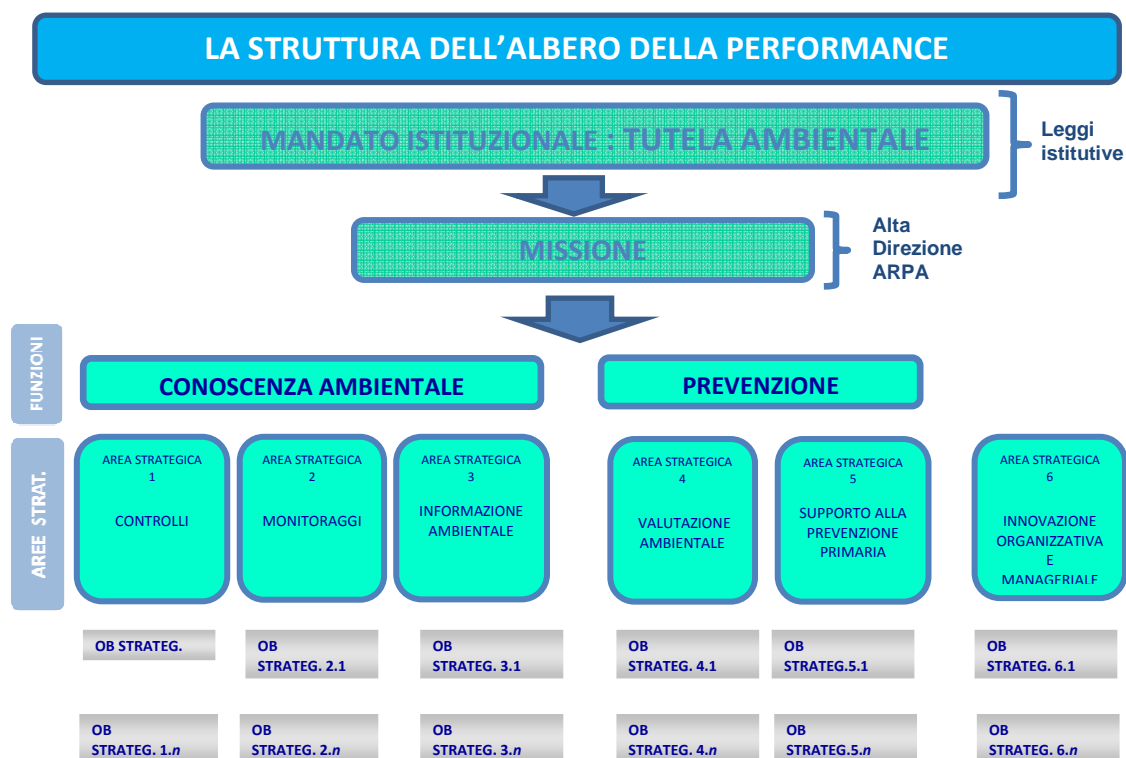 LA STRUTTURA DELL’ALBERO DELLA PERFORMANCE
MANDATO ISTITUZIONALE : TUTELA AMBIENTALE
Leggi
istitutive
MISSIONE
Alta
Direzione
ARPA
FUNZIONI
CONOSCENZA AMBIENTALE
PREVENZIONE
AREE STRAT.
AREA STRATEGICA
1
CONTROLLI
AREA STRATEGICA
2
MONITORAGGI
AREA STRATEGICA
3
INFORMAZIONE
AMBIENTALE
AREA STRATEGICA
4
VALUTAZIONE
AMBIENTALE
AREA STRATEGICA
5
SUPPORTO ALLA
PREVENZIONE
PRIMARIA
AREA STRATEGICA
6
INNOVAZIONE
ORGANIZZATIVA
E
MANAGERIALE
OB STRATEG.
OB
STRATEG. 2.1
OB
STRATEG. 3.1
OB
STRATEG. 4.1
OB
STRATEG.5.1
OB
STRATEG. 6.1
OB
STRATEG. 1.n
OB
STRATEG. 2.n
OB
STRATEG. 3.n
OB
STRATEG. 4.n
OB
STRATEG.5.n
OB
STRATEG. 6.n